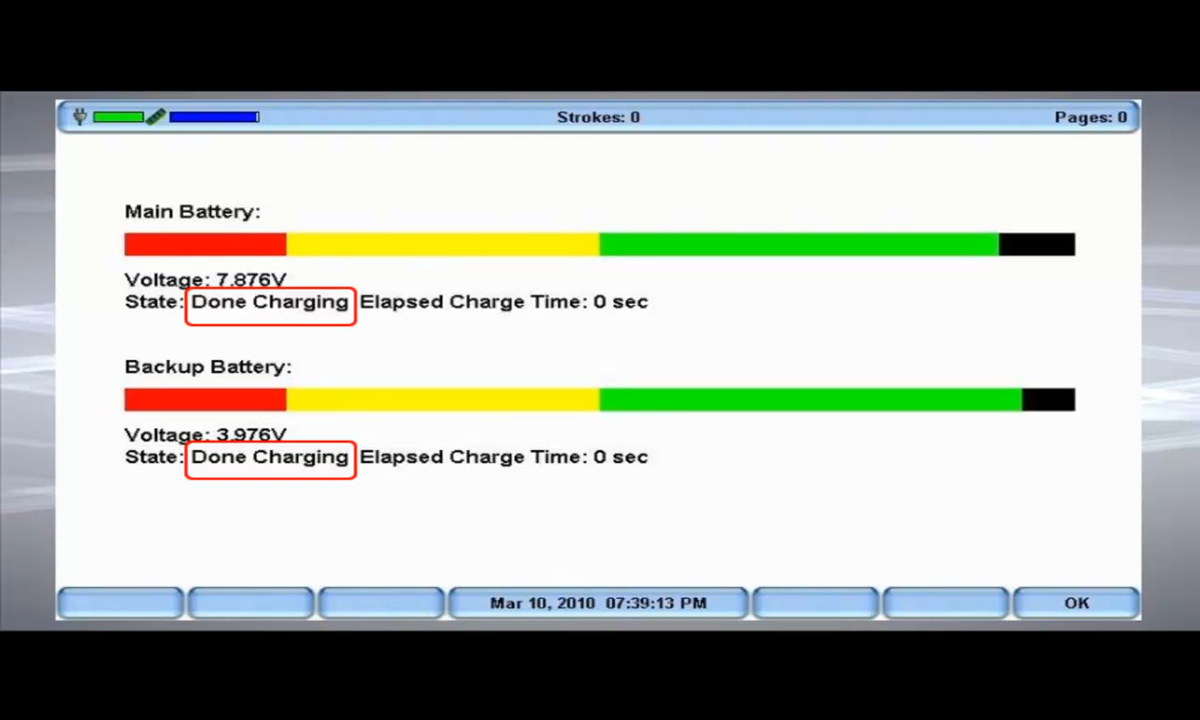 Strokes: 0
Pages: 0
Main Battery:
Voltage: 7.876V
State: Done Charging Elapsed Charge Time: 0 sec
Backup Battery:
Voltage: 3.976V
State: Done Charging Elapsed Charge Time: 0 sec
Mar 10, 2010 07:39:13 PM
OK